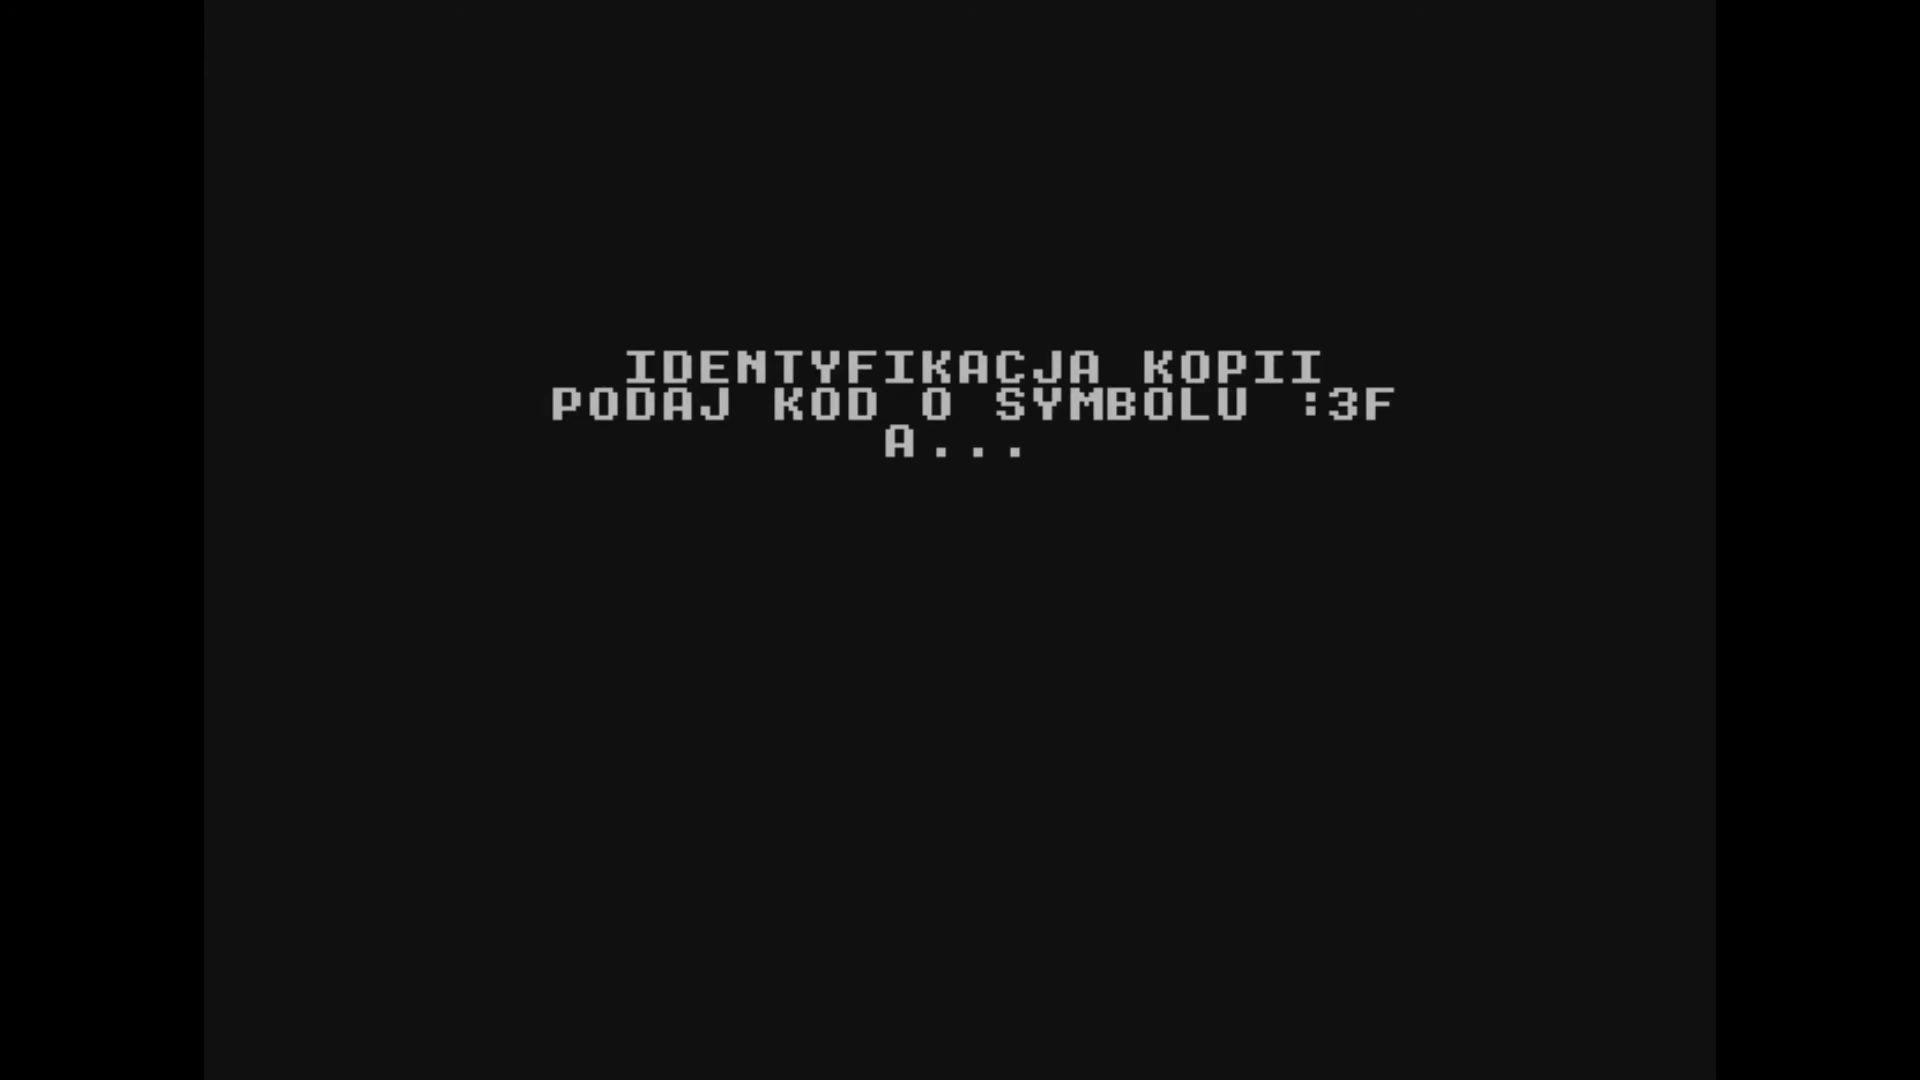 IDENTYFIKACJA KOPII
PODAJ KOD O SYMBOLU :3F
A...